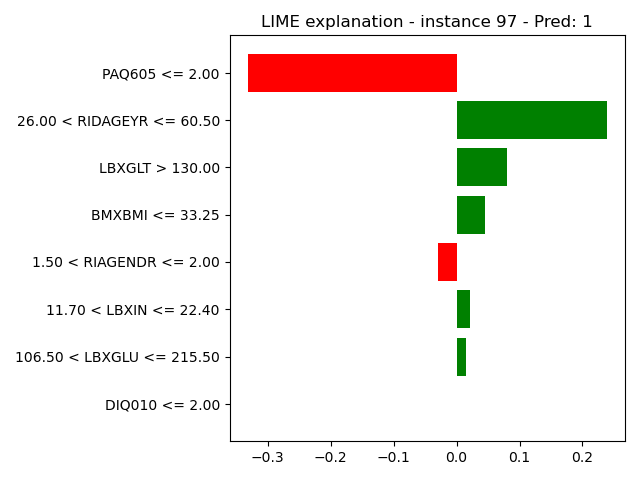 LIME explanation - instance 97 - Pred: 1
PAQ605 <= 2.00
26.00 < RIDAGEYR <= 60.50
LBXGLT > 130.00
BMXBMI <= 33.25
1.50 < RIAGENDR <= 2.00
11.70 < LBXIN <= 22.40
106.50 < LBXGLU <= 215.50
DIQ010 <= 2.00
−0.3 −0.2 −0.1 0.0 0.1 0.2